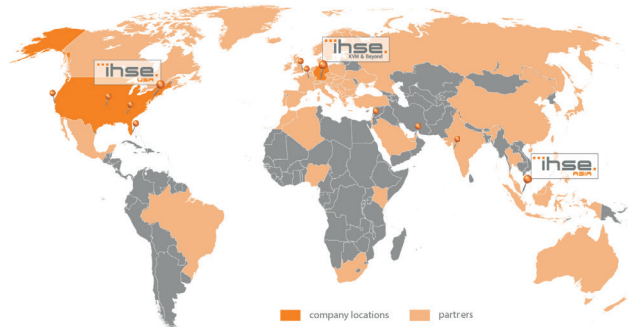 ihse.
USA
ihse.
KVM & Beyond
ihse.
ASIA
company locations
partrers